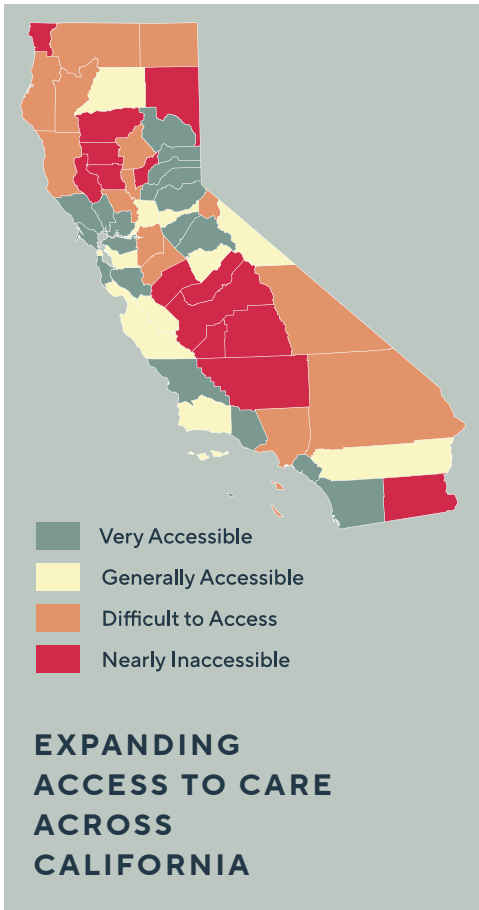 Very Accessible
Generally Accessible
Difficult to Access
Nearly Inaccessible
EXPANDING
ACCESS TO CARE
ACROSS
CALIFORNIA